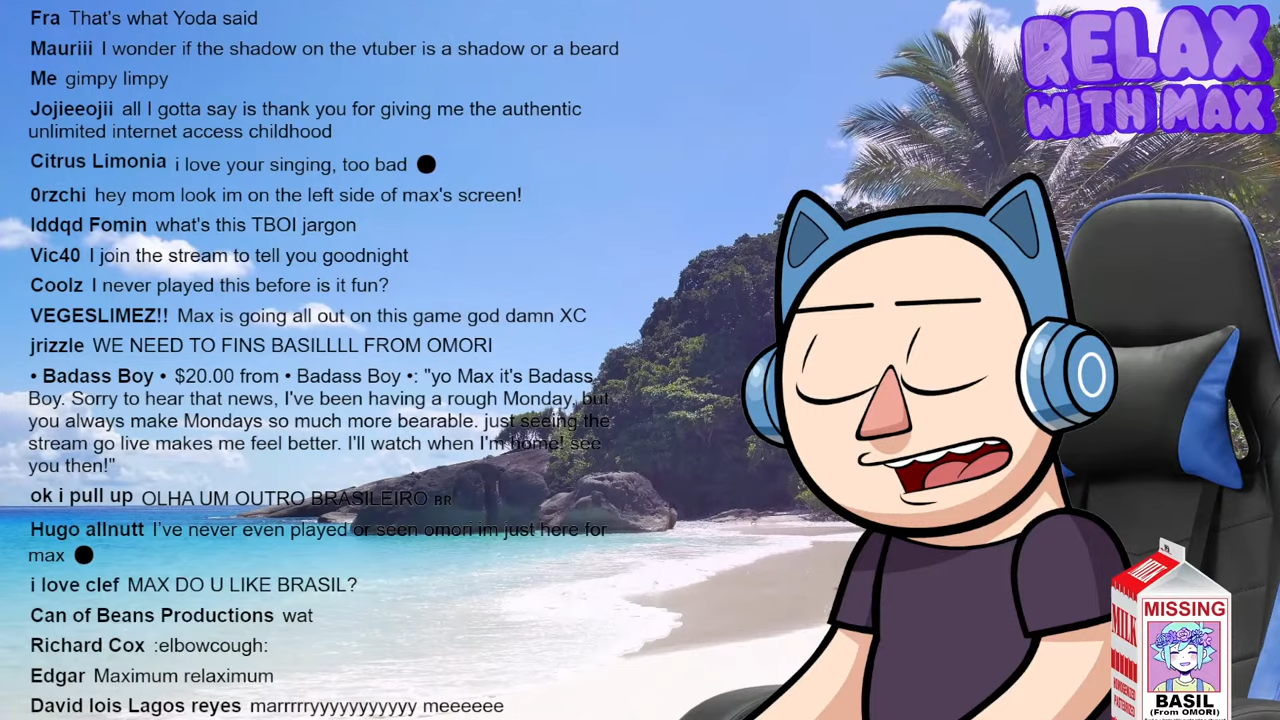 Fra That's what Yoda said
Mauriii I wonder if the shadow on the vtuber is a shadow or a beard
Me gimpy limpy
Jojieeojii all I gotta say is thank you for giving me the authentic
unlimited internet access childhood
Citrus Limonia i love your singing, too bad
0rzchi hey mom look im on the left side of max's screen!
Iddqd Fomin what's this TBOI jargon
Vic40 I join the stream to tell you goodnight
Coolz I never played this before is it fun?
VEGESLIMEZ!! Max is going all out on this game god damn XC
jrizzle WE NEED TO FINS BASILLLL FROM OMORI
• Badass Boy • $20.00 from • Badass Boy •: "yo Max it's Badass
Boy. Sorry to hear that news, I've been having a rough Monday, but
you always make Mondays so much more bearable. just seeing the
stream go live makes me feel better. I'll watch when I'm home! see
you then!"
ok i pull up OLHA UM OUTRO BRASILEIRO BR
Hugo allnutt I've never even played or seen omori im just here for
max
i love clef MAX DO U LIKE BRASIL?
Can of Beans Productions wat
Richard Cox :elbowcough:
Edgar Maximum relaximum
David lois Lagos reyes marrrrryyyyyyyyyyy meeeeee
RELAX
WITH MAX
MILK
MISSING
BASIL
(From OMORI)